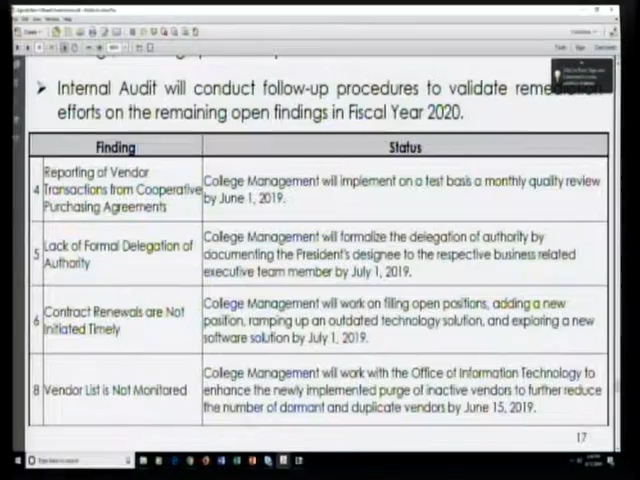 ➤ Internal Audit will conduct follow-up procedures to validate remediation
efforts on the remaining open findings in Fiscal Year 2020.
Finding Status
4 Reporting of Vendor
Transactions from Cooperative
Purchasing Agreements
College Management will implement on a test basis a monthly quality review
by June 1, 2019.
5 Lack of Formal Delegation of
Authority
College Management will formalize the delegation of authority by
documenting the President's designee to the respective business related
executive team member by July 1, 2019.
6 Contract Renewals are Not
Initiated Timely
College Management will work on filling open positions, adding a new
position, ramping up an outdated technology solution, and exploring a new
software solution by July 1, 2019.
8 Vendor List is Not Monitored
College Management will work with the Office of Information Technology to
enhance the newly implemented purge of inactive vendors to further reduce
the number of dormant and duplicate vendors by June 15, 2019.
17